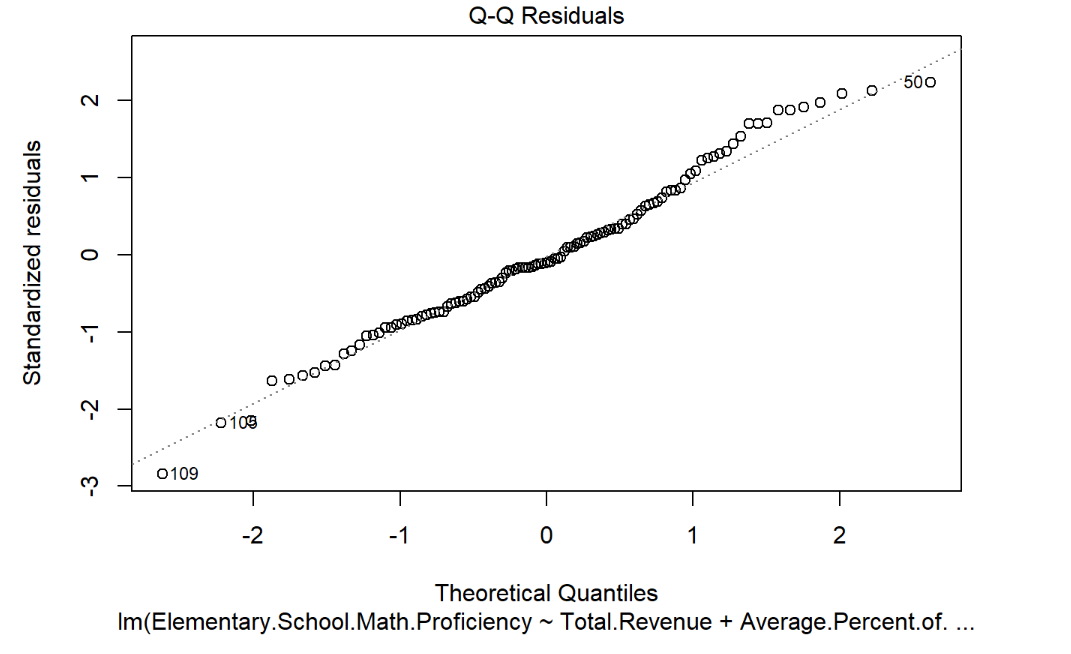 Q-Q Residuals
Standardized residuals
2
1
0
-1
-2
-3
50
105
109
-2 -1 0 1 2
Theoretical Quantiles
lm(Elementary.School.Math.Proficiency ~ Total.Revenue + Average.Percent.of. ...